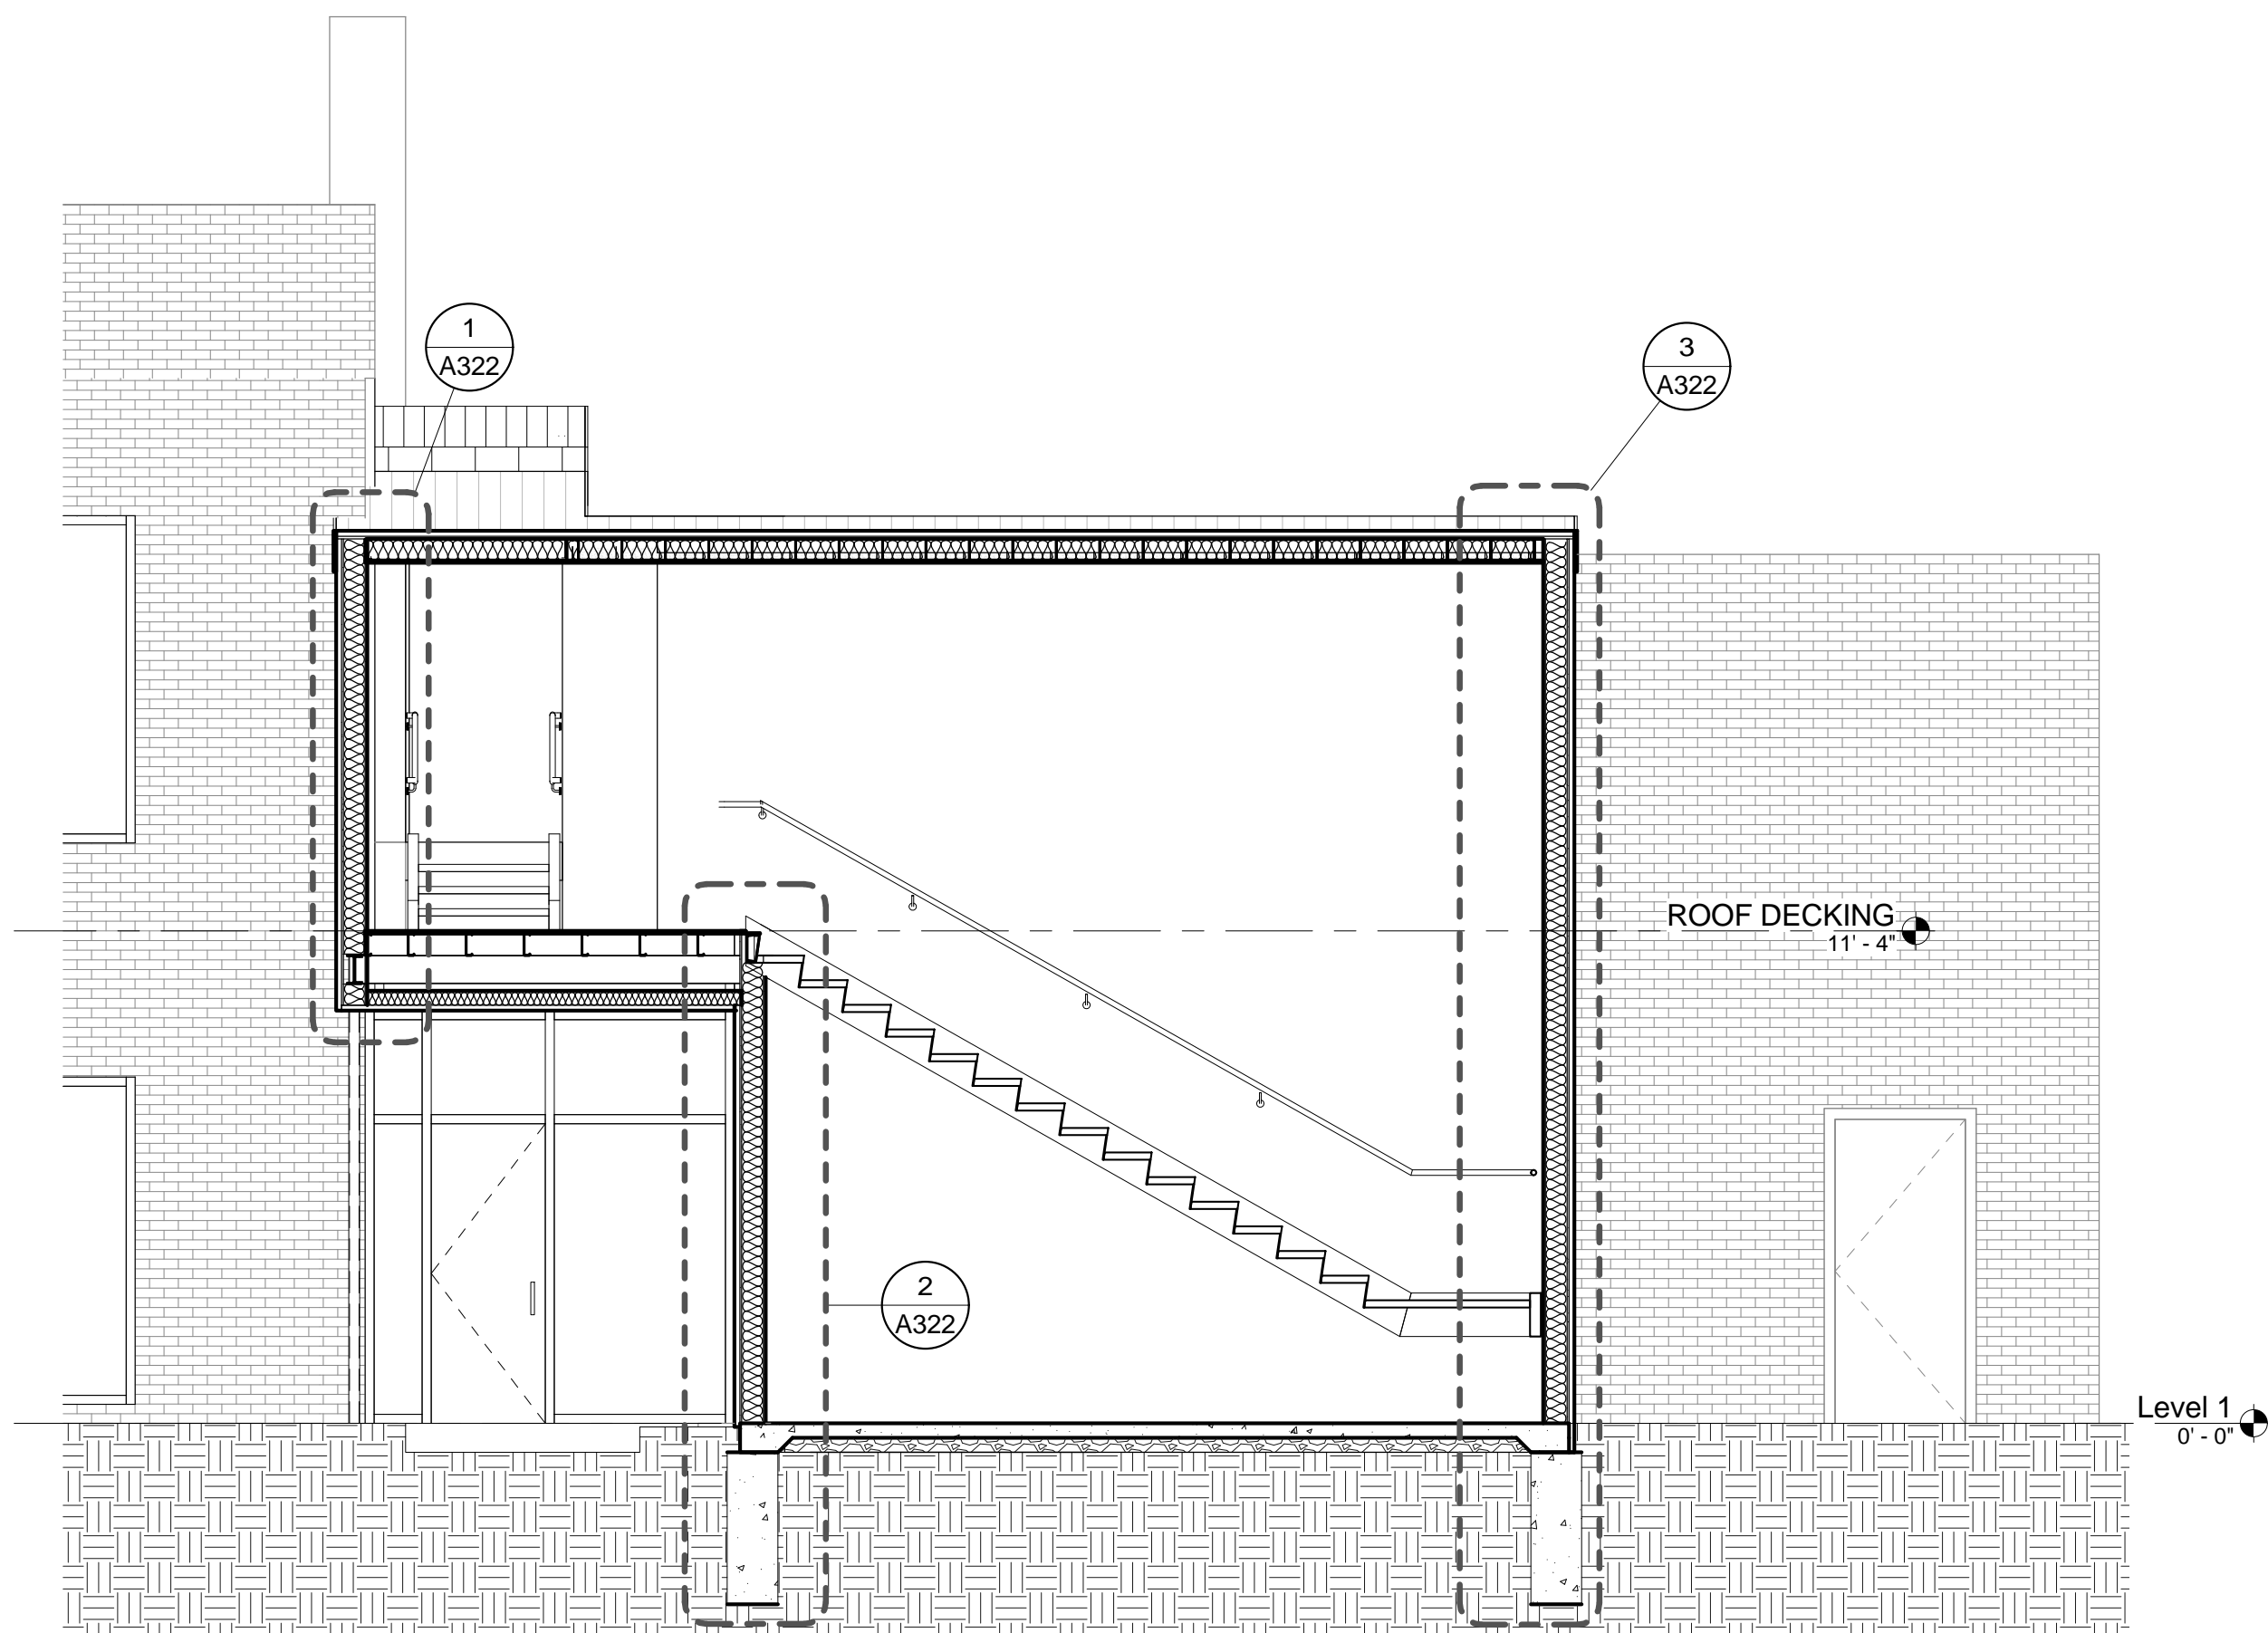 1
A322
3
A322
ROOF DECKING
11' - 4"
2
A322
Level 1
0' - 0"